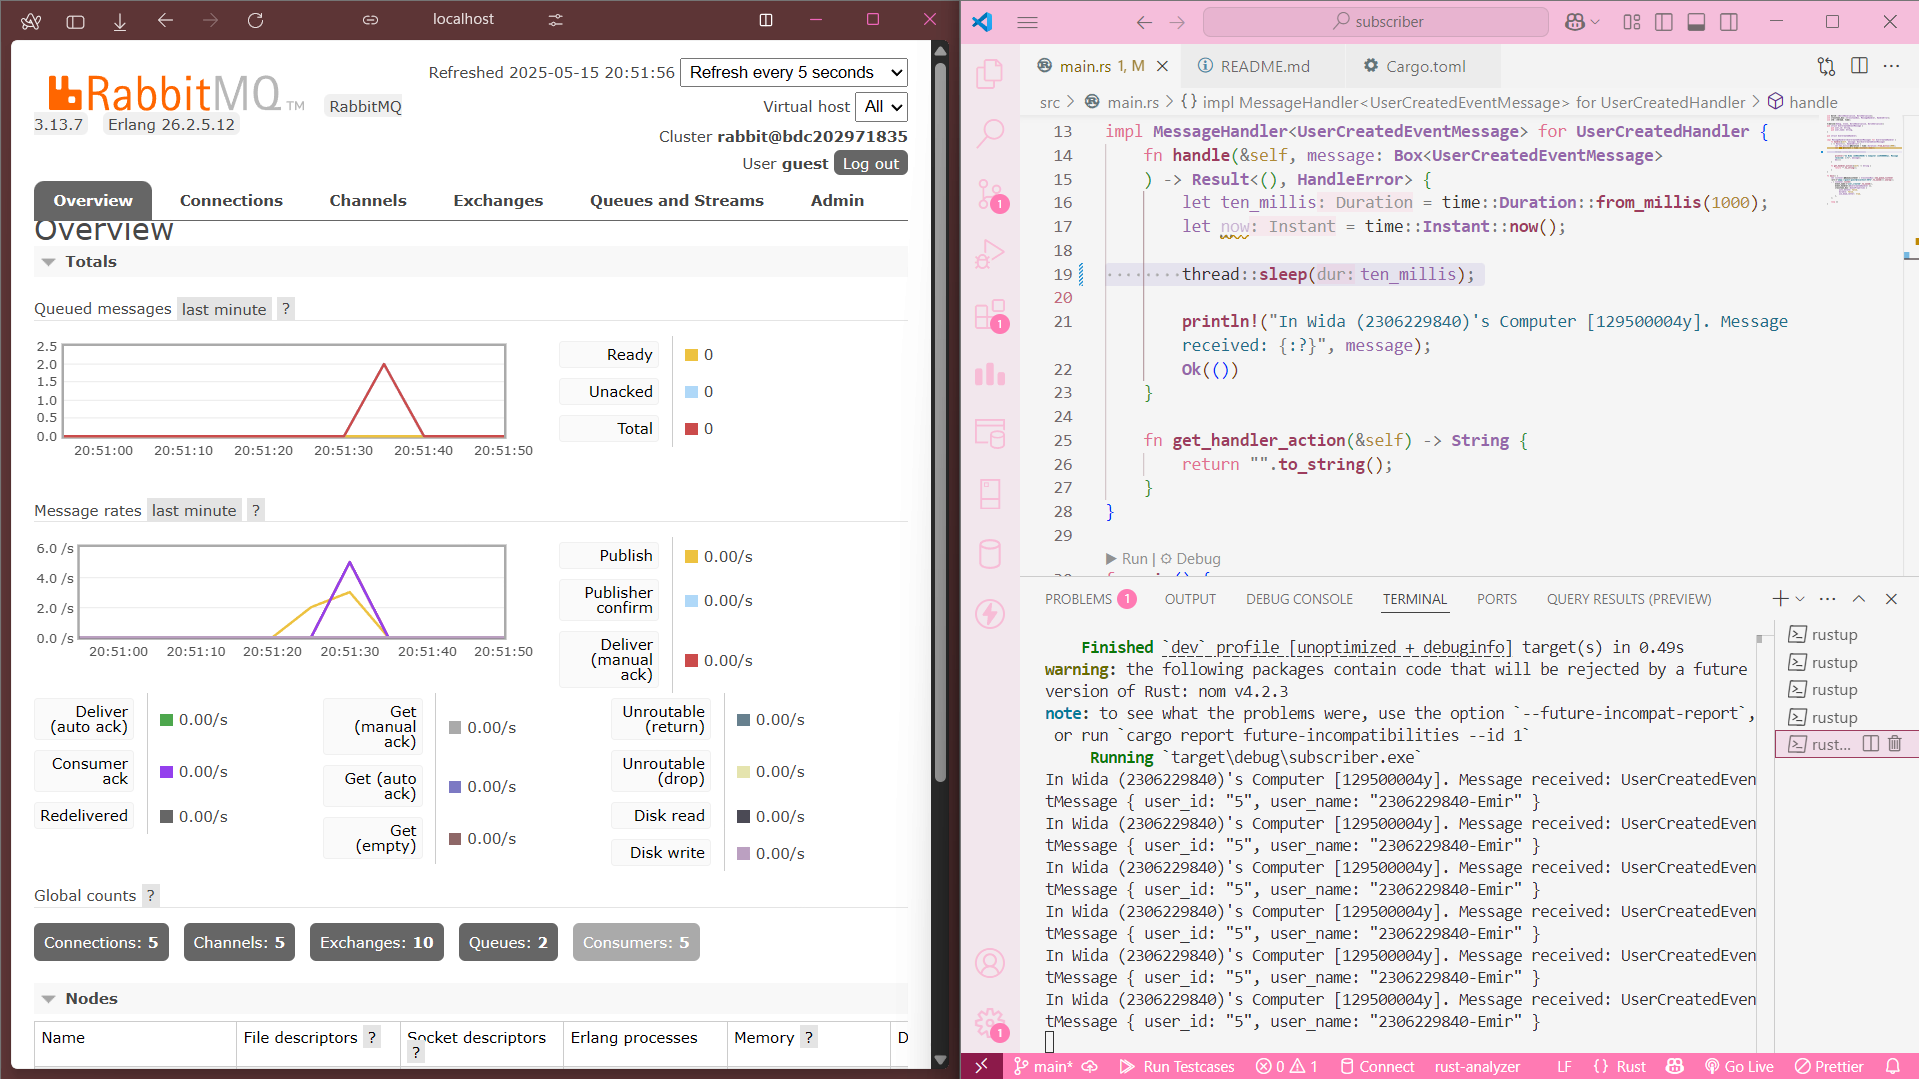 localhost
RabbitMQ TM
RabbitMQ
3.13.7
Erlang 26.2.5.12
Refreshed 2025-05-15 20:51:56
Refresh every 5 seconds
Virtual host
All
Cluster rabbit@bdc202971835
User guest
Log out
Overview
Connections
Channels
Exchanges
Queues and Streams
Admin
Overview
Totals
Queued messages last minute ?
2.5
2.0
1.5
1.0
0.5
0.0
20:51:00 20:51:10 20:51:20 20:51:30 20:51:40 20:51:50
Ready 0
Unacked 0
Total 0
Message rates last minute ?
6.0 /s
4.0 /s
2.0 /s
0.0 /s
20:51:00 20:51:10 20:51:20 20:51:30 20:51:40 20:51:50
Publish 0.00/s
Publisher confirm 0.00/s
Deliver (manual ack) 0.00/s
Deliver (auto ack) 0.00/s
Consumer ack 0.00/s
Redelivered 0.00/s
Get (manual ack) 0.00/s
Get (auto ack) 0.00/s
Get (empty) 0.00/s
Unroutable (return) 0.00/s
Unroutable (drop) 0.00/s
Disk read 0.00/s
Disk write 0.00/s
Global counts ?
Connections: 5
Channels: 5
Exchanges: 10
Queues: 2
Consumers: 5
Nodes
Name
File descriptors ?
Socket descriptors ?
Erlang processes
Memory ?
D
subscriber
main.rs 1, M
README.md
Cargo.toml
src > main.rs > {} impl MessageHandler<UserCreatedEventMessage> for UserCreatedHandler > handle
13 impl MessageHandler<UserCreatedEventMessage> for UserCreatedHandler {
14 fn handle(&self, message: Box<UserCreatedEventMessage>
15 ) -> Result<(), HandleError> {
16 let ten_millis: Duration = time::Duration::from_millis(1000);
17 let now: Instant = time::Instant::now();
18
19 ········thread::sleep(dur: ten_millis);
20
21 println!("In Wida (2306229840)'s Computer [129500004y]. Message
received: {:?}", message);
22 Ok(())
23 }
24
25 fn get_handler_action(&self) -> String {
26 return "".to_string();
27 }
28 }
29
Run | Debug
1
1
PROBLEMS 1
OUTPUT
DEBUG CONSOLE
TERMINAL
PORTS
QUERY RESULTS (PREVIEW)
Finished `dev` profile [unoptimized + debuginfo] target(s) in 0.49s
warning: the following packages contain code that will be rejected by a future
version of Rust: nom v4.2.3
note: to see what the problems were, use the option `--future-incompat-report`,
or run `cargo report future-incompatibilities --id 1`
Running `target\debug\subscriber.exe`
In Wida (2306229840)'s Computer [129500004y]. Message received: UserCreatedEven
tMessage { user_id: "5", user_name: "2306229840-Emir" }
In Wida (2306229840)'s Computer [129500004y]. Message received: UserCreatedEven
tMessage { user_id: "5", user_name: "2306229840-Emir" }
In Wida (2306229840)'s Computer [129500004y]. Message received: UserCreatedEven
tMessage { user_id: "5", user_name: "2306229840-Emir" }
In Wida (2306229840)'s Computer [129500004y]. Message received: UserCreatedEven
tMessage { user_id: "5", user_name: "2306229840-Emir" }
In Wida (2306229840)'s Computer [129500004y]. Message received: UserCreatedEven
tMessage { user_id: "5", user_name: "2306229840-Emir" }
In Wida (2306229840)'s Computer [129500004y]. Message received: UserCreatedEven
tMessage { user_id: "5", user_name: "2306229840-Emir" }
rustup
rustup
rustup
rustup
rust...
1
main*
Run Testcases
0
1
Connect
rust-analyzer
LF
{} Rust
Go Live
Prettier